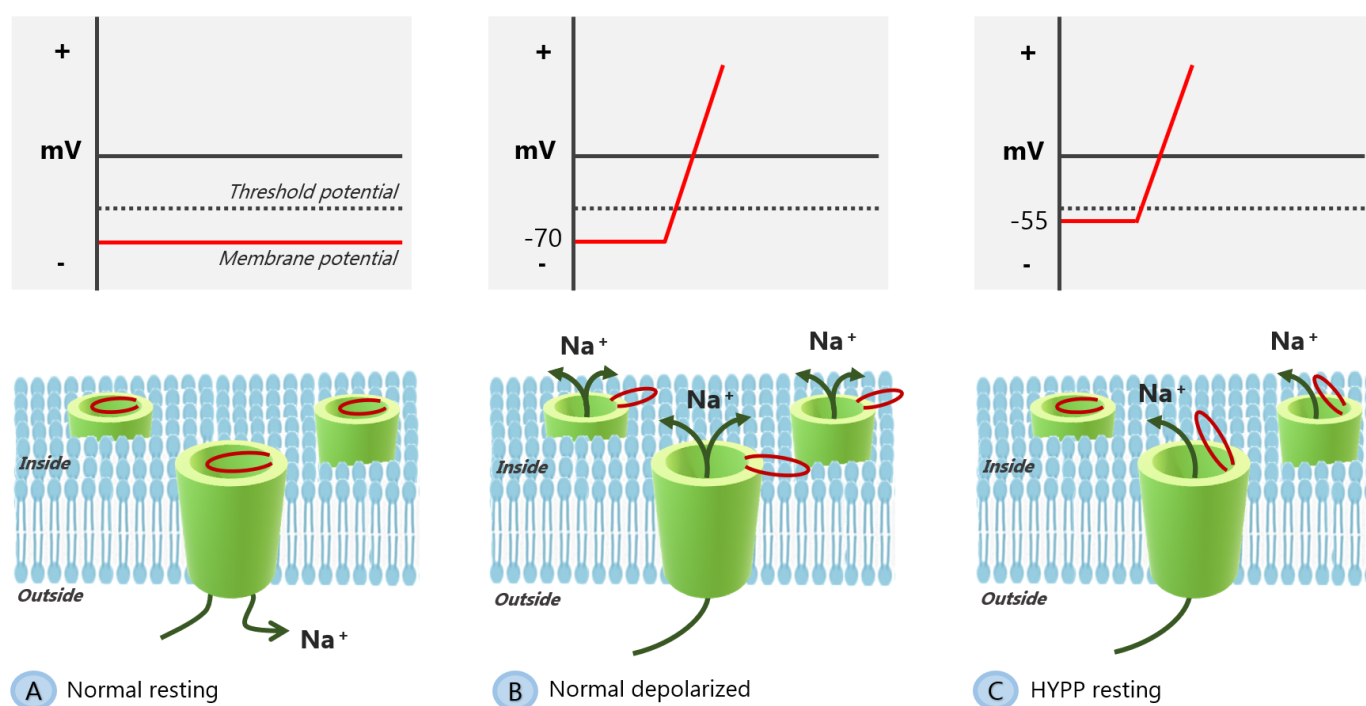 +
mV
Threshold potential
Membrane potential
-
Inside
Outside
Na+
A Normal resting
+
mV
-70
-
Na+
Na+
Na+
Inside
Outside
B Normal depolarized
+
mV
-55
-
Na+
Na+
Inside
Outside
C HYPP resting